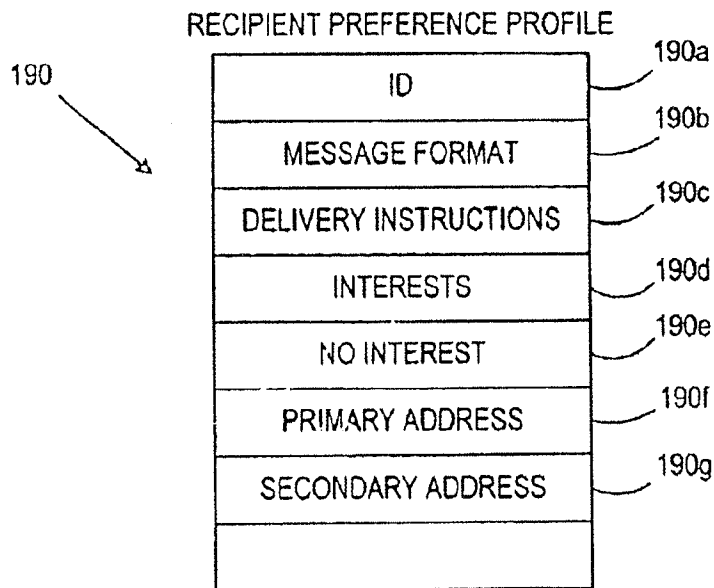 RECIPIENT PREFERENCE PROFILE
190
ID 190a
MESSAGE FORMAT 190b
DELIVERY INSTRUCTIONS 190c
INTERESTS 190d
NO INTEREST 190e
PRIMARY ADDRESS 190f
SECONDARY ADDRESS 190g